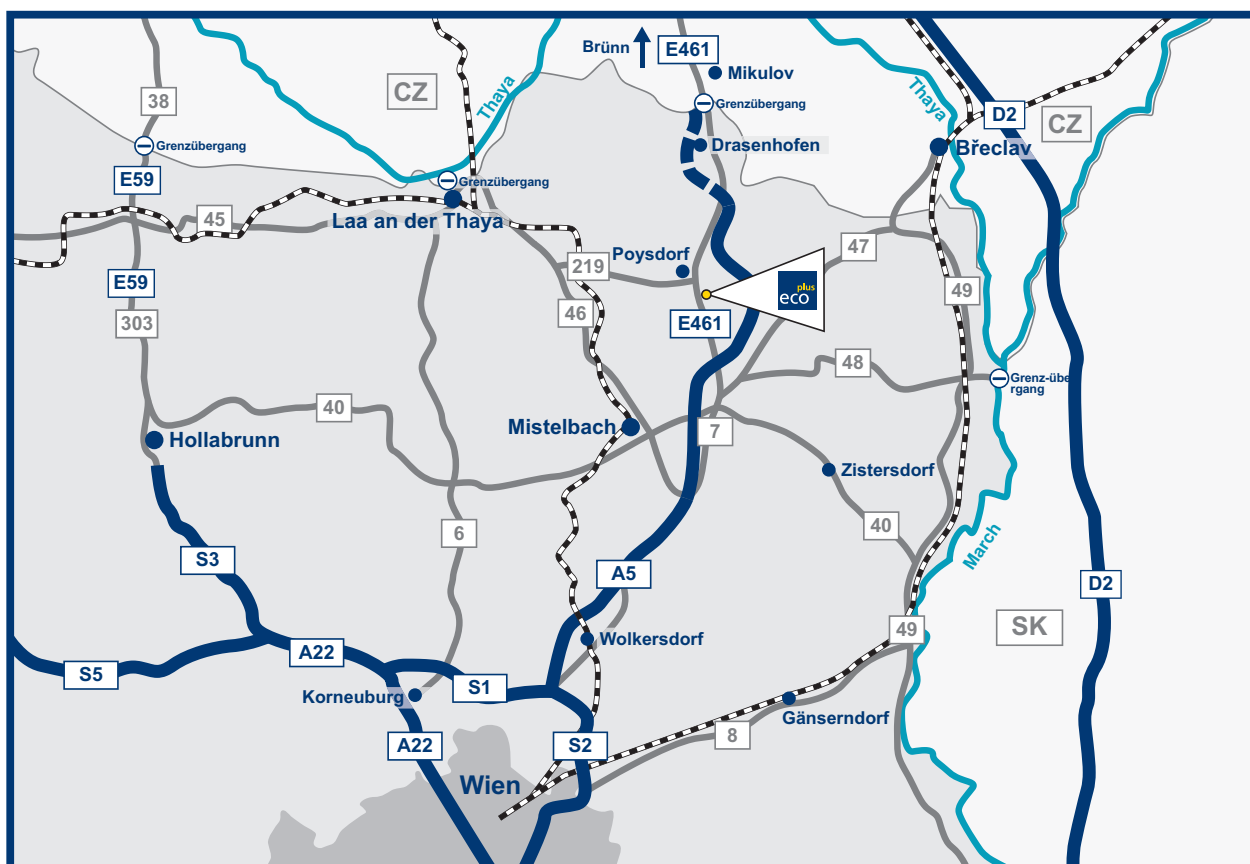 Brünn
E461
Mikulov
Thaya
CZ
Thaya
38
D2
CZ
Grenzübergang
Grenzübergang
Drasenhofen
Břeclav
E59
Grenzübergang
Laa an der Thaya
45
47
Poysdorf
219
E59
plus
eco
49
303
46
E461
48
Grenz-übe
rgang
40
Mistelbach
7
Hollabrunn
Zistersdorf
6
40
March
S3
A5
D2
49
SK
Wolkersdorf
A22
S5
S1
Korneuburg
Gänserndorf
8
A22
S2
Wien